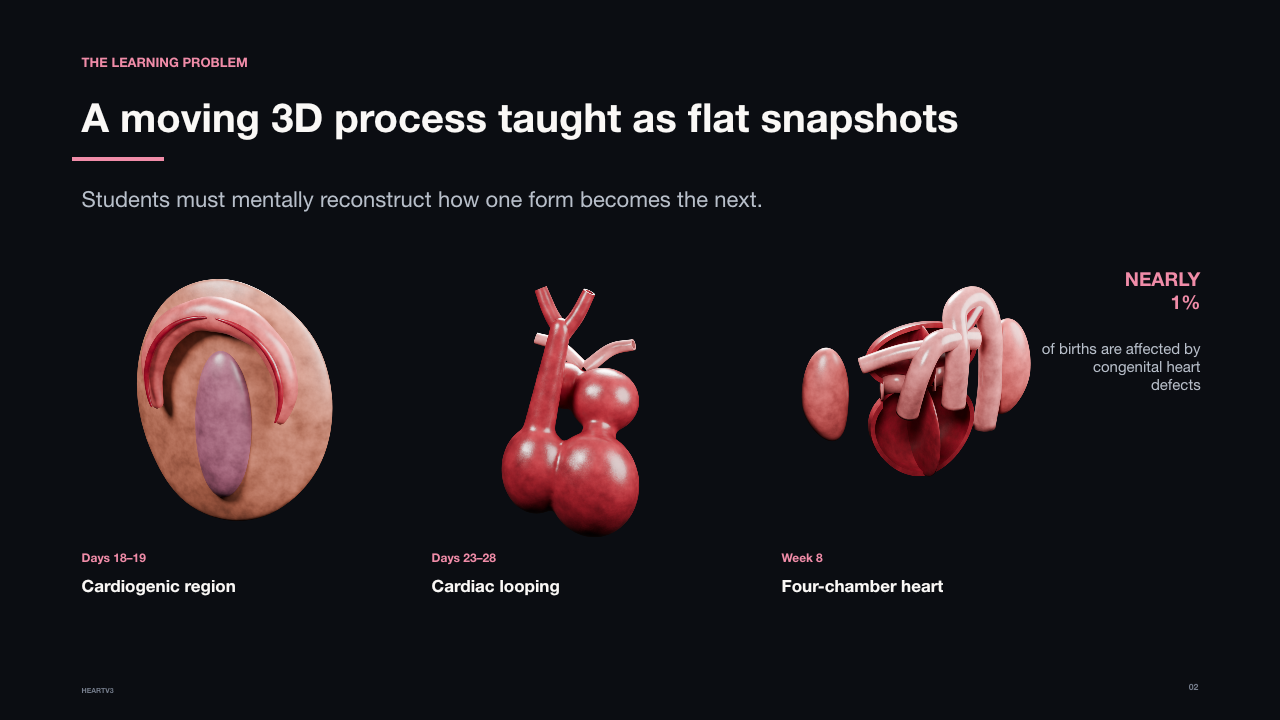 THE LEARNING PROBLEM
A moving 3D process taught as flat snapshots
Students must mentally reconstruct how one form becomes the next.
NEARLY
1%
of births are affected by
congenital heart
defects
Days 18–19
Cardiogenic region
Days 23–28
Cardiac looping
Week 8
Four-chamber heart
HEARTV3
02